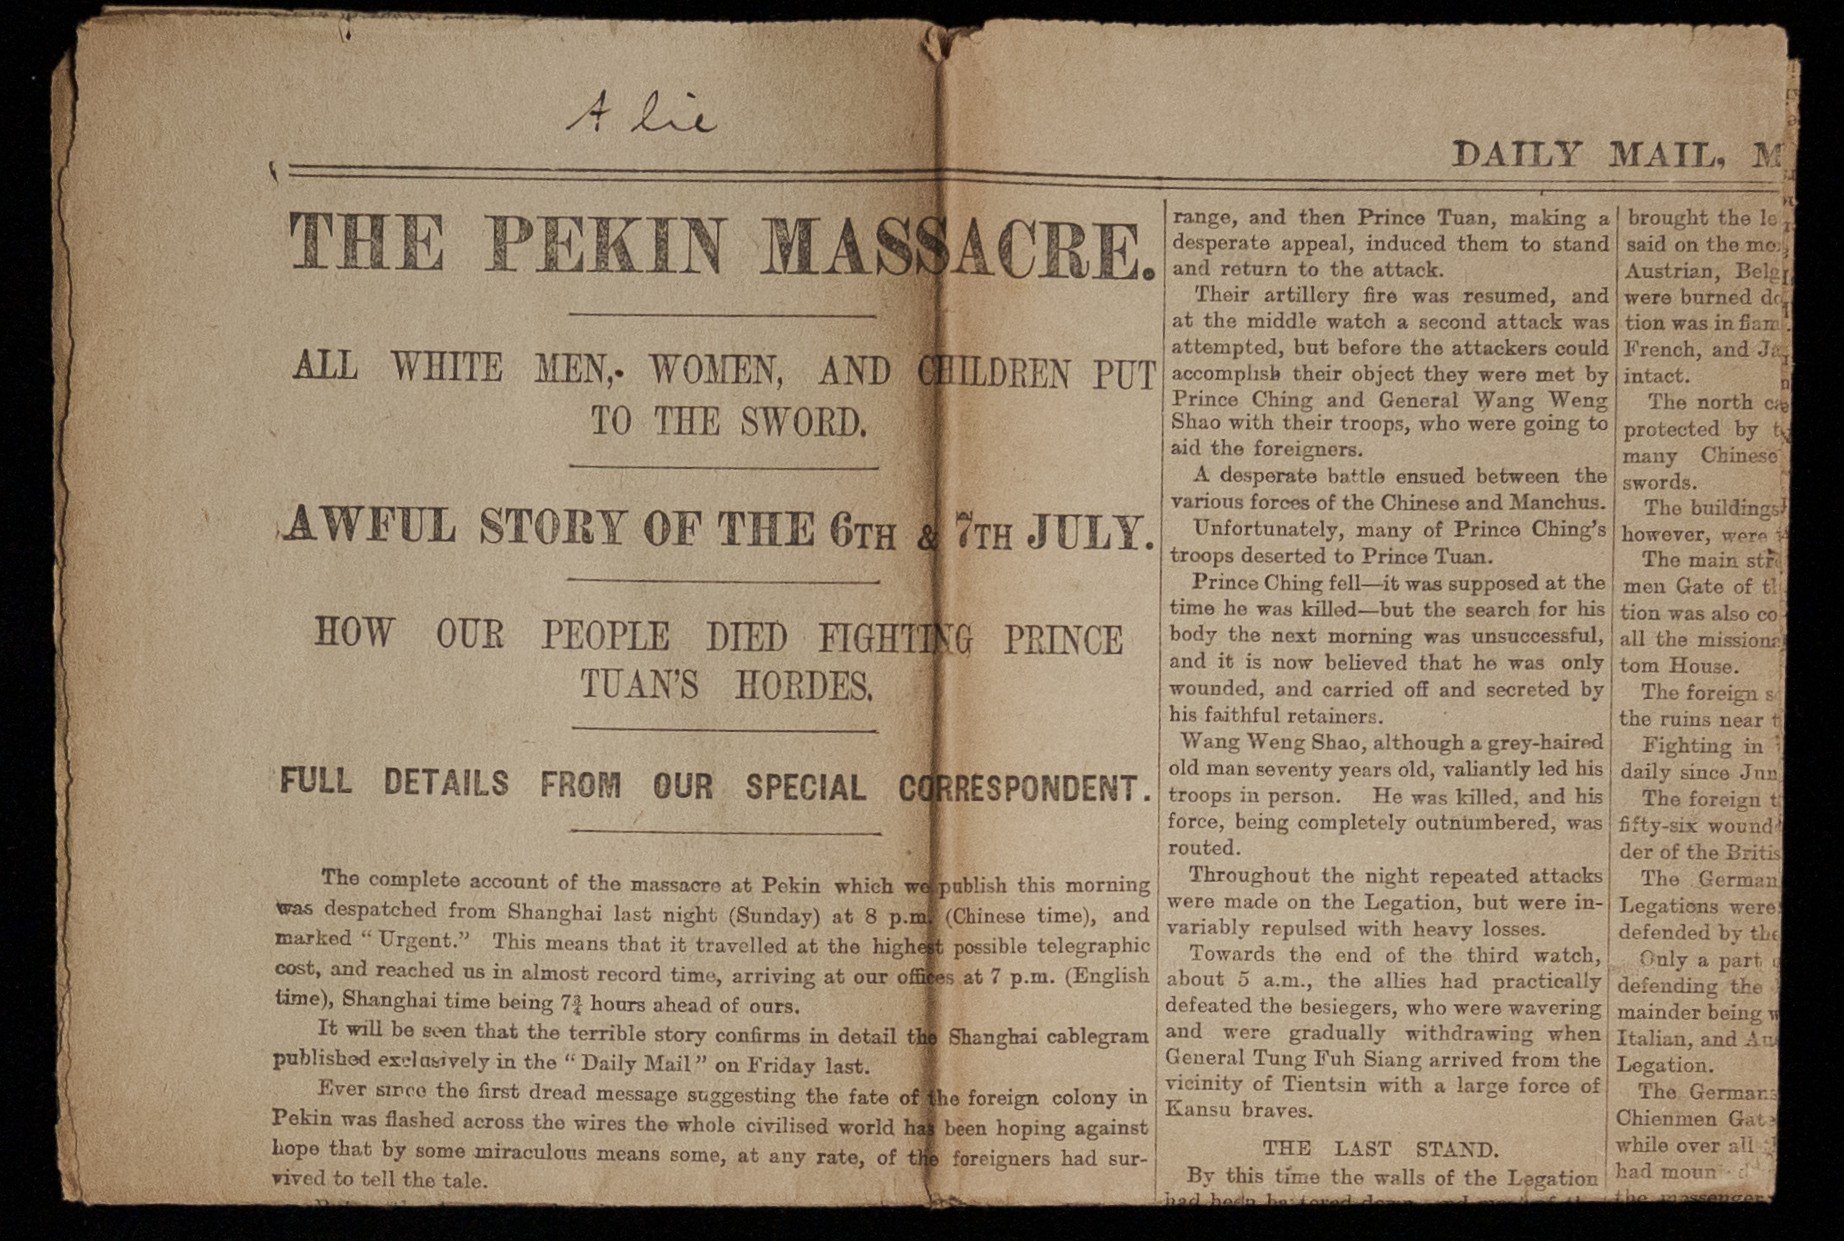 A lie
DAILY MAIL, M
THE PEKIN MASSACRE.
ALL WHITE MEN, WOMEN, AND CHILDREN PUT
TO THE SWORD.
AWFUL STORY OF THE 6TH & 7TH JULY.
HOW OUR PEOPLE DIED FIGHTING PRINCE
TUAN'S HORDES.
FULL DETAILS FROM OUR SPECIAL CORRESPONDENT.
The complete account of the massacre at Pekin which we publish this morning
was despatched from Shanghai last night (Sunday) at 8 p.m. (Chinese time), and
marked "Urgent." This means that it travelled at the highest possible telegraphic
cost, and reached us in almost record time, arriving at our offices at 7 p.m. (English
time), Shanghai time being 7¾ hours ahead of ours.
It will be seen that the terrible story confirms in detail the Shanghai cablegram
published exclusively in the "Daily Mail" on Friday last.
Ever since the first dread message suggesting the fate of the foreign colony in
Pekin was flashed across the wires the whole civilised world has been hoping against
hope that by some miraculous means some, at any rate, of the foreigners had sur-
vived to tell the tale.
range, and then Prince Tuan, making a
desperate appeal, induced them to stand
and return to the attack.
Their artillery fire was resumed, and
at the middle watch a second attack was
attempted, but before the attackers could
accomplish their object they were met by
Prince Ching and General Wang Weng
Shao with their troops, who were going to
aid the foreigners.
A desperate battle ensued between the
various forces of the Chinese and Manchus.
Unfortunately, many of Prince Ching's
troops deserted to Prince Tuan.
Prince Ching fell—it was supposed at the
time he was killed—but the search for his
body the next morning was unsuccessful,
and it is now believed that he was only
wounded, and carried off and secreted by
his faithful retainers.
Wang Weng Shao, although a grey-haired
old man seventy years old, valiantly led his
troops in person. He was killed, and his
force, being completely outnumbered, was
routed.
Throughout the night repeated attacks
were made on the Legation, but were in-
variably repulsed with heavy losses.
Towards the end of the third watch,
about 5 a.m., the allies had practically
defeated the besiegers, who were wavering
and were gradually withdrawing when
General Tung Fuh Siang arrived from the
vicinity of Tientsin with a large force of
Kansu braves.
THE LAST STAND.
By this time the walls of the Legation
had been battered down, and most of the
brought the le
said on the mo
Austrian, Belg
were burned do
tion was in flam
French, and Ja
intact.
The north ca
protected by t
many Chinese
swords.
The buildings
however, were
The main str
men Gate of t
tion was also co
all the missiona
tom House.
The foreign s
the ruins near t
Fighting in
daily since Jun
The foreign t
fifty-six wound
der of the Britis
The German
Legations were
defended by the
Only a part
defending the
mainder being w
Italian, and Au
Legation.
The Germans
Chienmen Gat
while over all
had moun
the messenger